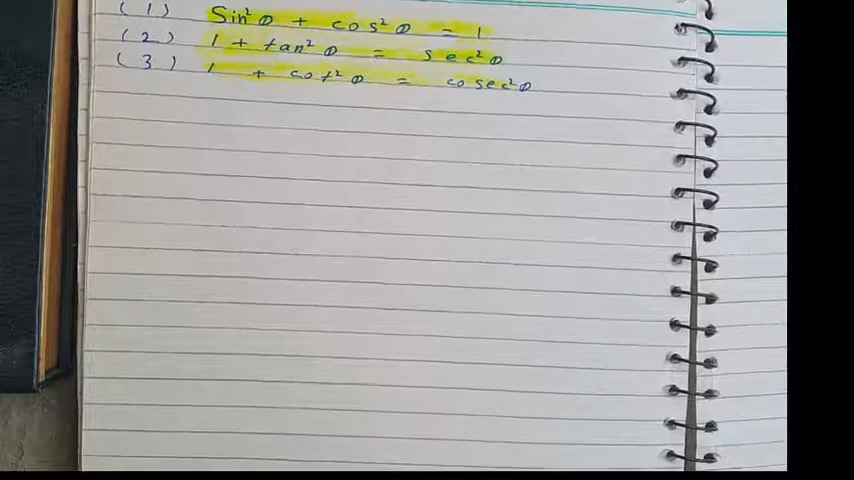 (1) Sin²θ + cos²θ = 1
(2) 1 + tan²θ = sec²θ
(3) 1 + cot²θ = cosec²θ